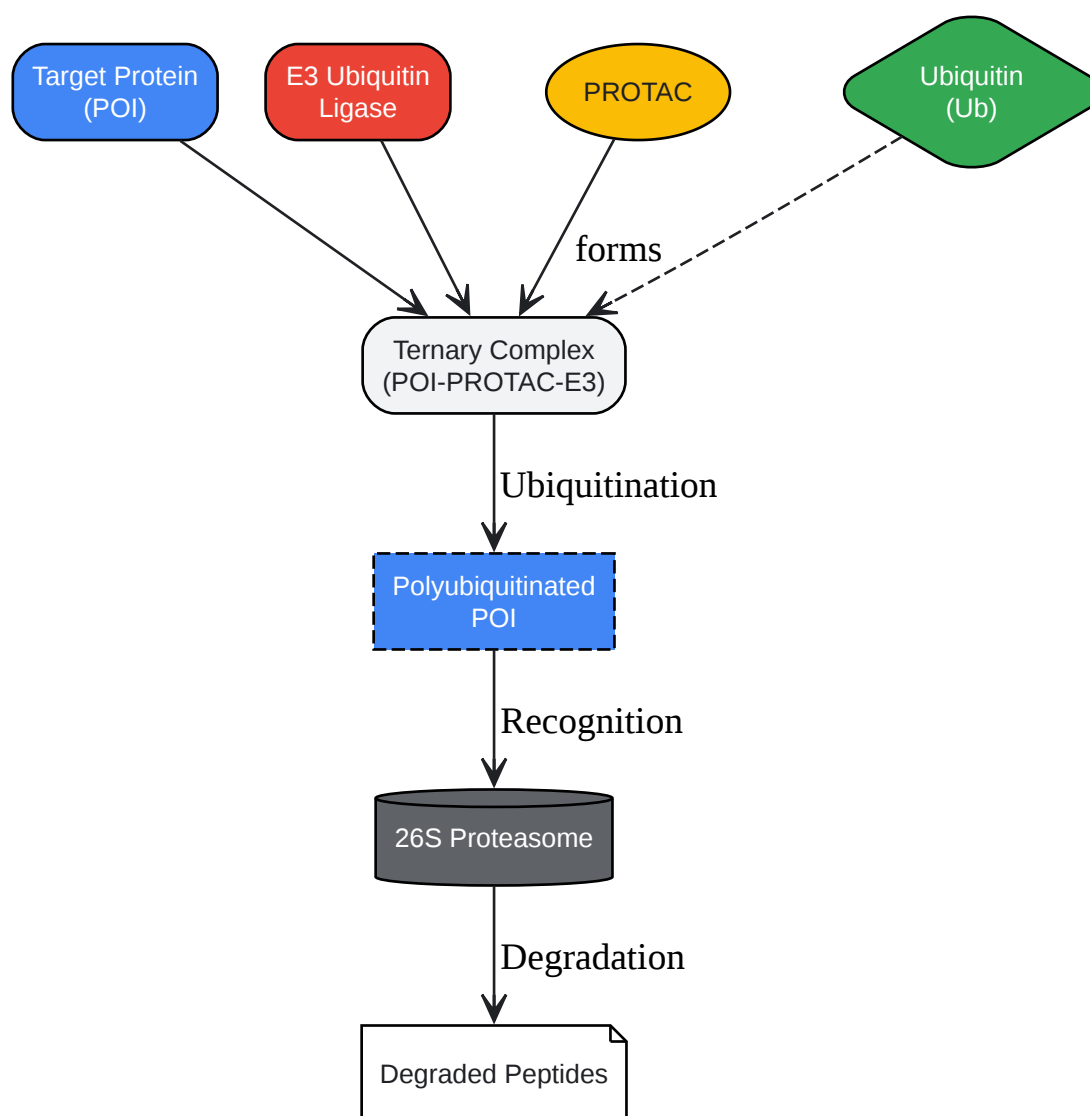 Target Protein
(POI)
E3 Ubiquitin
Ligase
PROTAC
Ubiquitin
(Ub)
forms
Ternary Complex
(POI-PROTAC-E3)
Ubiquitination
Polyubiquitinated
POI
Recognition
26S Proteasome
Degradation
Degraded Peptides